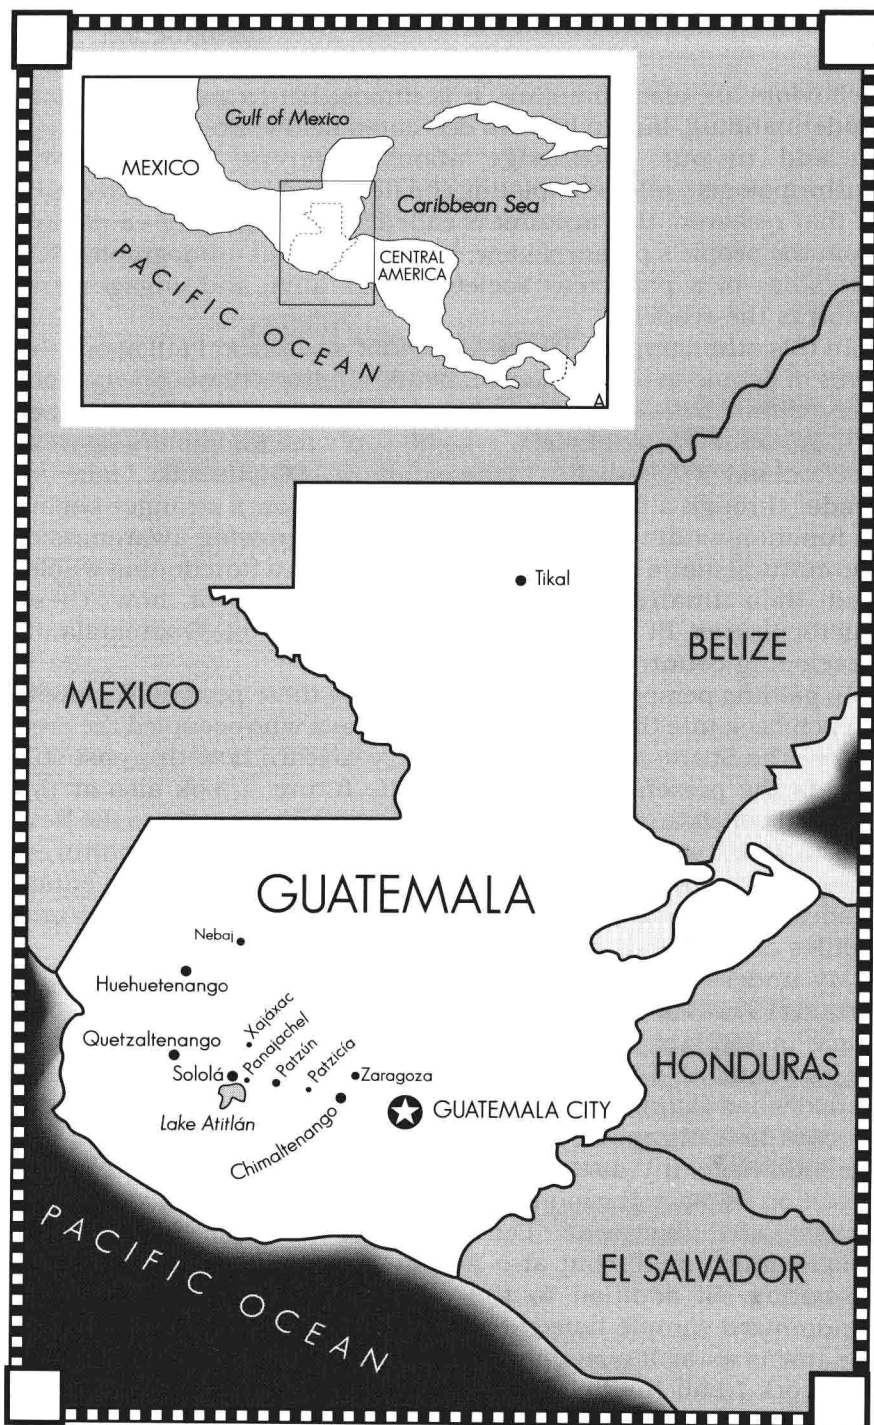 Gulf of Mexico
MEXICO
Caribbean Sea
CENTRAL
AMERICA
PACIFIC OCEAN
A
Tikal
BELIZE
MEXICO
GUATEMALA
Nebaj
Huehuetenango
Xajáxac
Quetzaltenango
Panajachel
Patzún
Patzicía
Sololá
Zaragoza
HONDURAS
Lake Atitlán
Chimaltenango
GUATEMALA CITY
PACIFIC OCEAN
EL SALVADOR